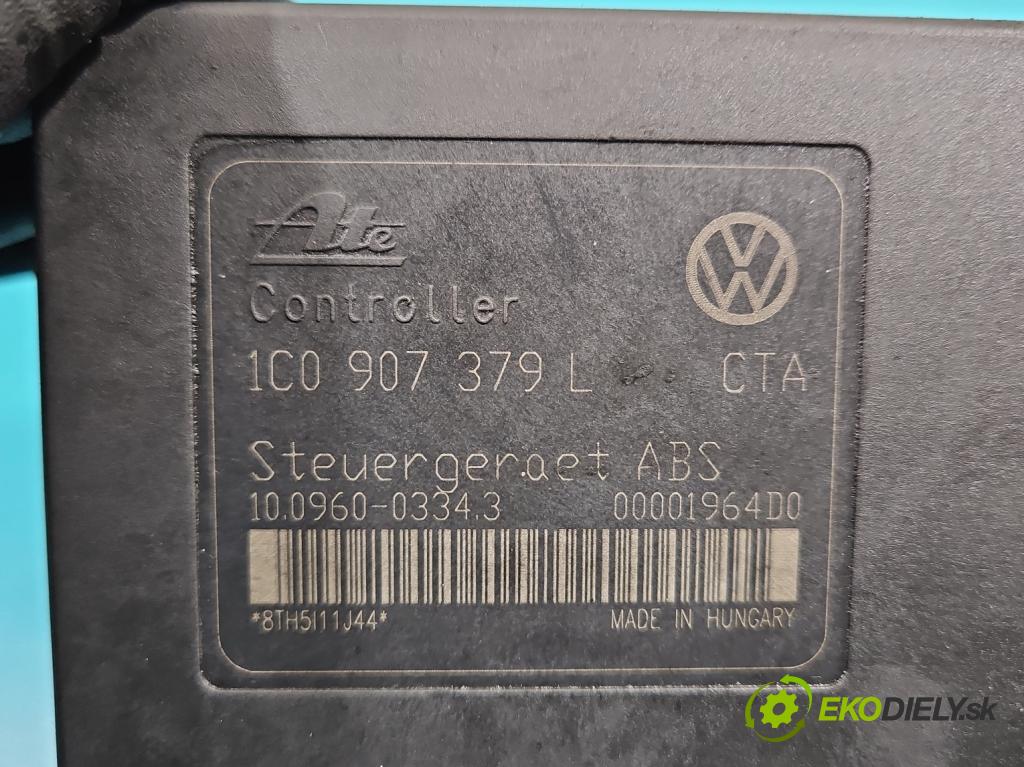 Ate
Controller
1C0 907 379 L CTA
Steuergeraet ABS
10.0960-0334.3 00001964D0
*8TH5I11J44* MADE IN HUNGARY
EKODIELY.sk